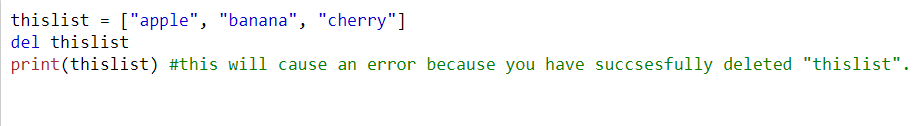 thislist = ["apple", "banana", "cherry"]
del thislist
print(thislist) #this will cause an error because you have succsesfully deleted "thislist".